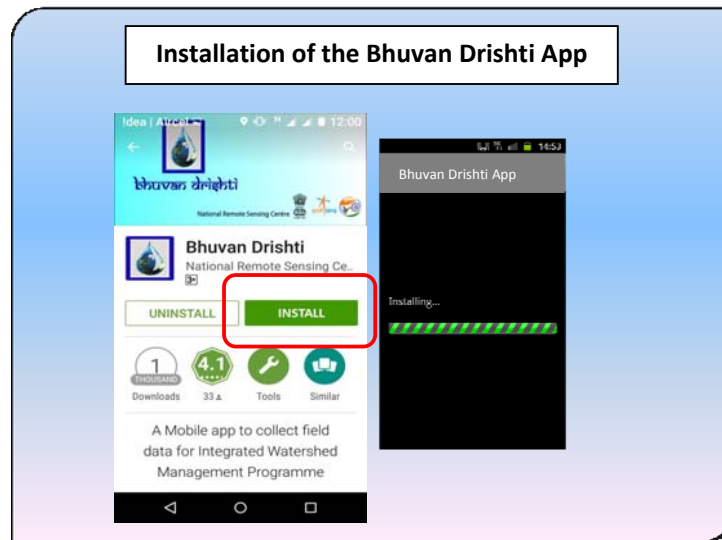 Installation of the Bhuvan Drishti App
Idea | Aircel 12:00
bhuvan drishti
National Remote Sensing Centre
Bhuvan Drishti
National Remote Sensing Ce..
3+
UNINSTALL INSTALL
1 THOUSAND 4.1
Downloads 33 Tools Similar
A Mobile app to collect field
data for Integrated Watershed
Management Programme
14:53
Bhuvan Drishti App
Installing...